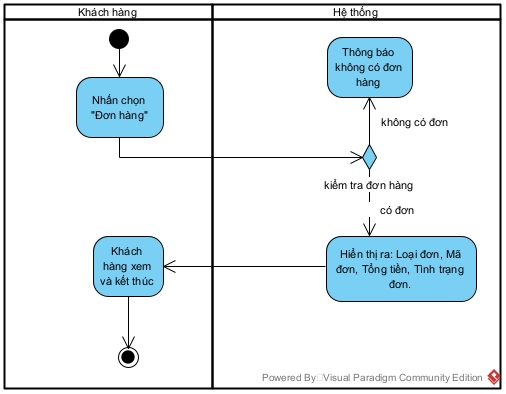 Khách hàng
Hệ thống
Nhấn chọn
"Đơn hàng"
Thông báo
không có đơn
hàng
không có đơn
kiểm tra đơn hàng
có đơn
Khách
hàng xem
và kết thúc
Hiển thị ra: Loại đơn, Mã
đơn, Tổng tiền, Tình trạng
đơn.
Powered By Visual Paradigm Community Edition